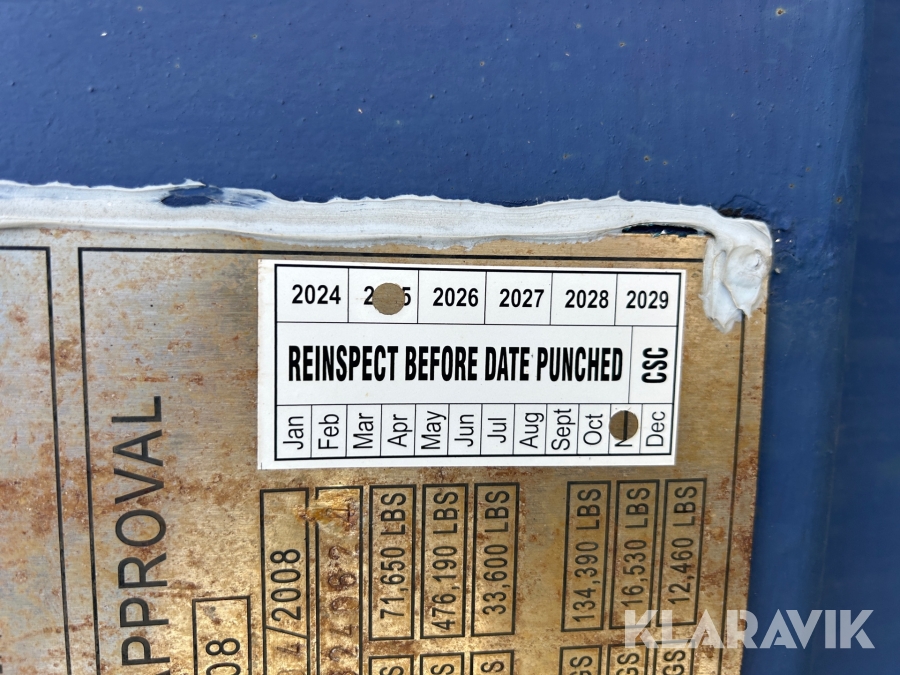 2024 2026 2027 2028 2029
REINSPECT BEFORE DATE PUNCHED CSC
Jan Feb Mar Apr May Jun Jul Aug Sept Oct Dec
APPROVAL
08
/2008
71,650 LBS
476,190 LBS
33,600 LBS
134,390 LBS
16,530 LBS
12,460 LBS
KLARAVIK